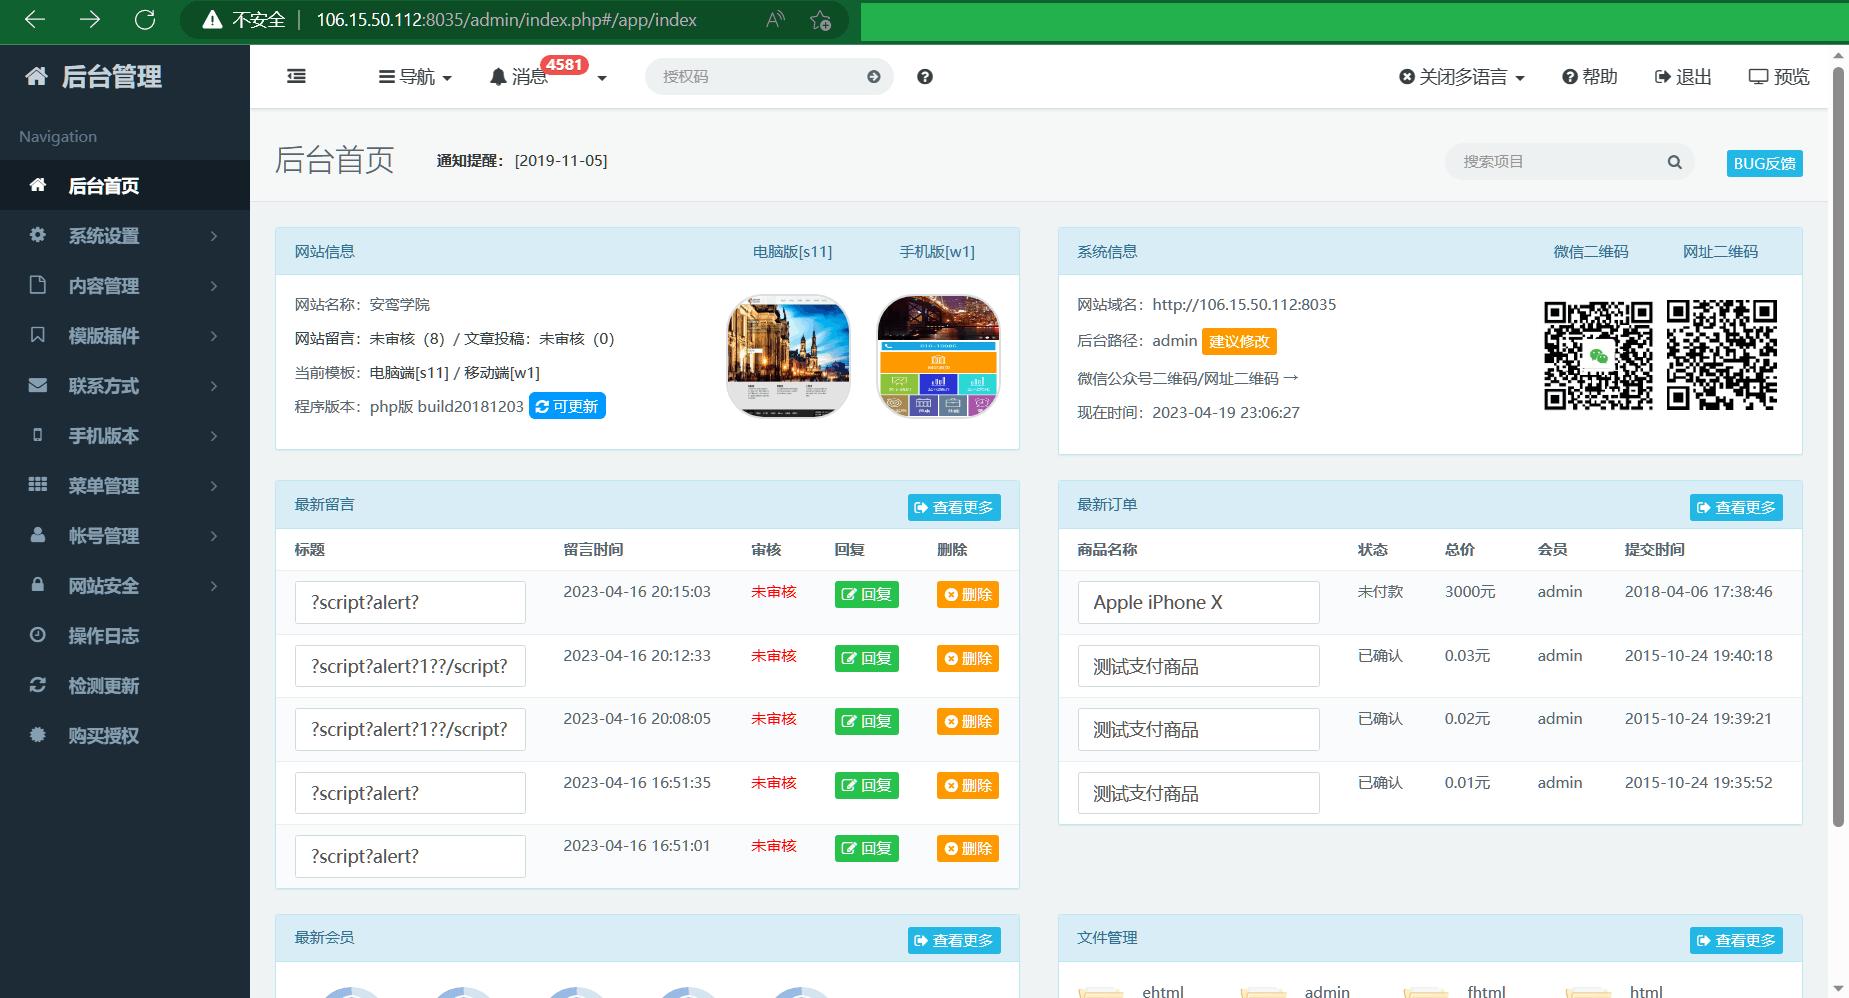 不安全 | 106.15.50.112:8035/admin/index.php#/app/index
后台管理
导航
消息
4581
授权码
关闭多语言
帮助
退出
预览
Navigation
后台首页
系统设置
内容管理
模版插件
联系方式
手机版本
菜单管理
帐号管理
网站安全
操作日志
检测更新
购买授权
后台首页
通知提醒：[2019-11-05]
搜索项目
BUG反馈
网站信息 电脑版[s11] 手机版[w1]
网站名称：安鸾学院
网站留言：未审核（8）/ 文章投稿：未审核（0）
当前模板：电脑端[s11] / 移动端[w1]
程序版本：php版 build20181203 可更新
系统信息 微信二维码 网址二维码
网站域名：http://106.15.50.112:8035
后台路径：admin 建议修改
微信公众号二维码/网址二维码 →
现在时间：2023-04-19 23:06:27
最新留言 查看更多
标题 留言时间 审核 回复 删除
?script?alert? 2023-04-16 20:15:03 未审核 回复 删除
?script?alert?1??/script? 2023-04-16 20:12:33 未审核 回复 删除
?script?alert?1??/script? 2023-04-16 20:08:05 未审核 回复 删除
?script?alert? 2023-04-16 16:51:35 未审核 回复 删除
?script?alert? 2023-04-16 16:51:01 未审核 回复 删除
最新订单 查看更多
商品名称 状态 总价 会员 提交时间
Apple iPhone X 未付款 3000元 admin 2018-04-06 17:38:46
测试支付商品 已确认 0.03元 admin 2015-10-24 19:40:18
测试支付商品 已确认 0.02元 admin 2015-10-24 19:39:21
测试支付商品 已确认 0.01元 admin 2015-10-24 19:35:52
最新会员 查看更多
文件管理 查看更多
ehtml admin fhtml html